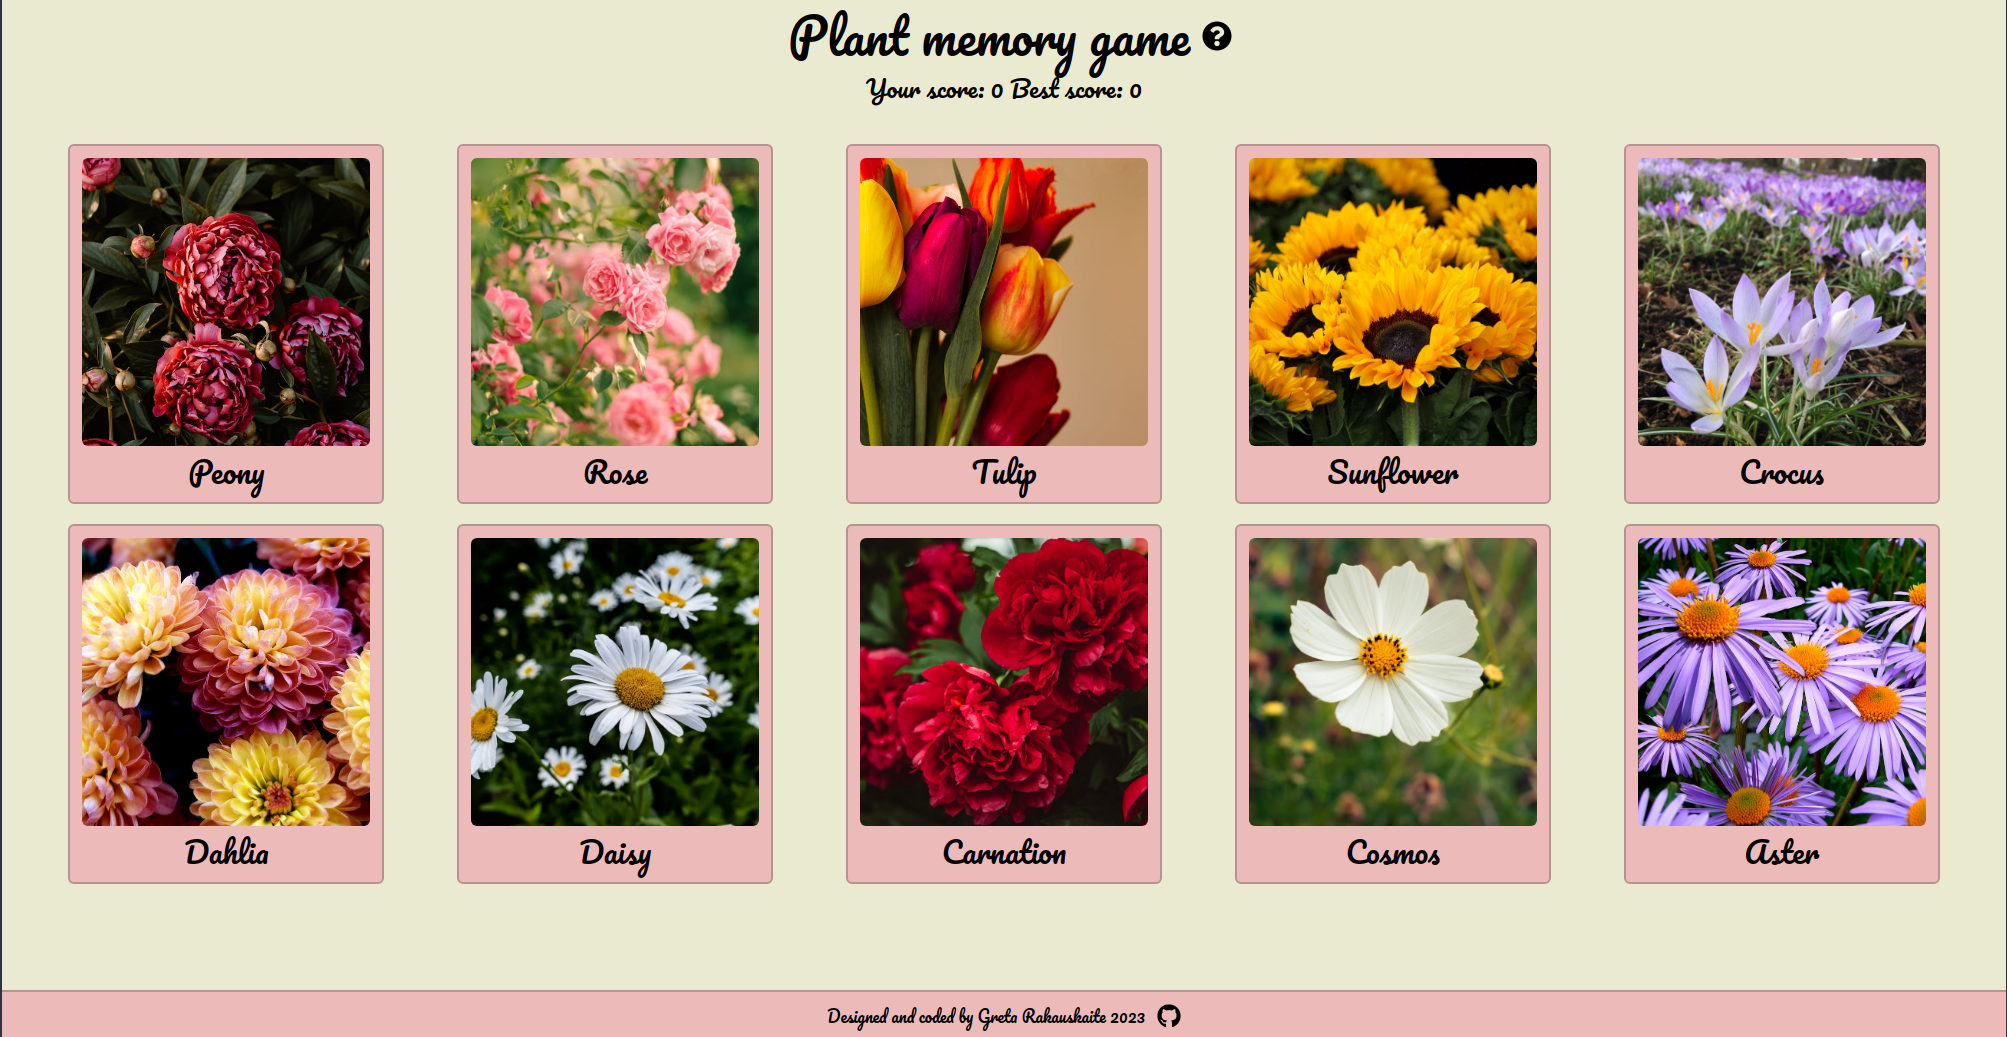 Plant memory game ?
Your score: 0 Best score: 0
Peony
Rose
Tulip
Sunflower
Crocus
Dahlia
Daisy
Carnation
Cosmos
Aster
Designed and coded by Greta Rakauskaite 2023